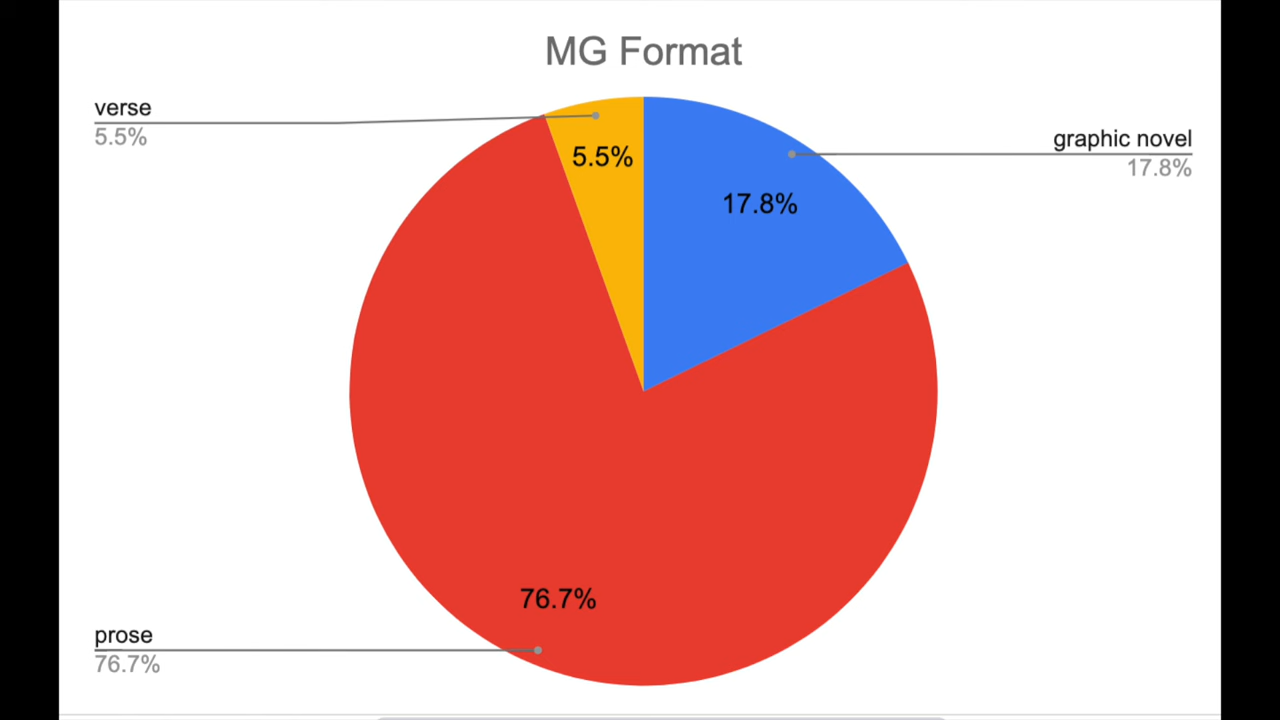 MG Format
verse
5.5%
graphic novel
17.8%
5.5%
17.8%
76.7%
prose
76.7%